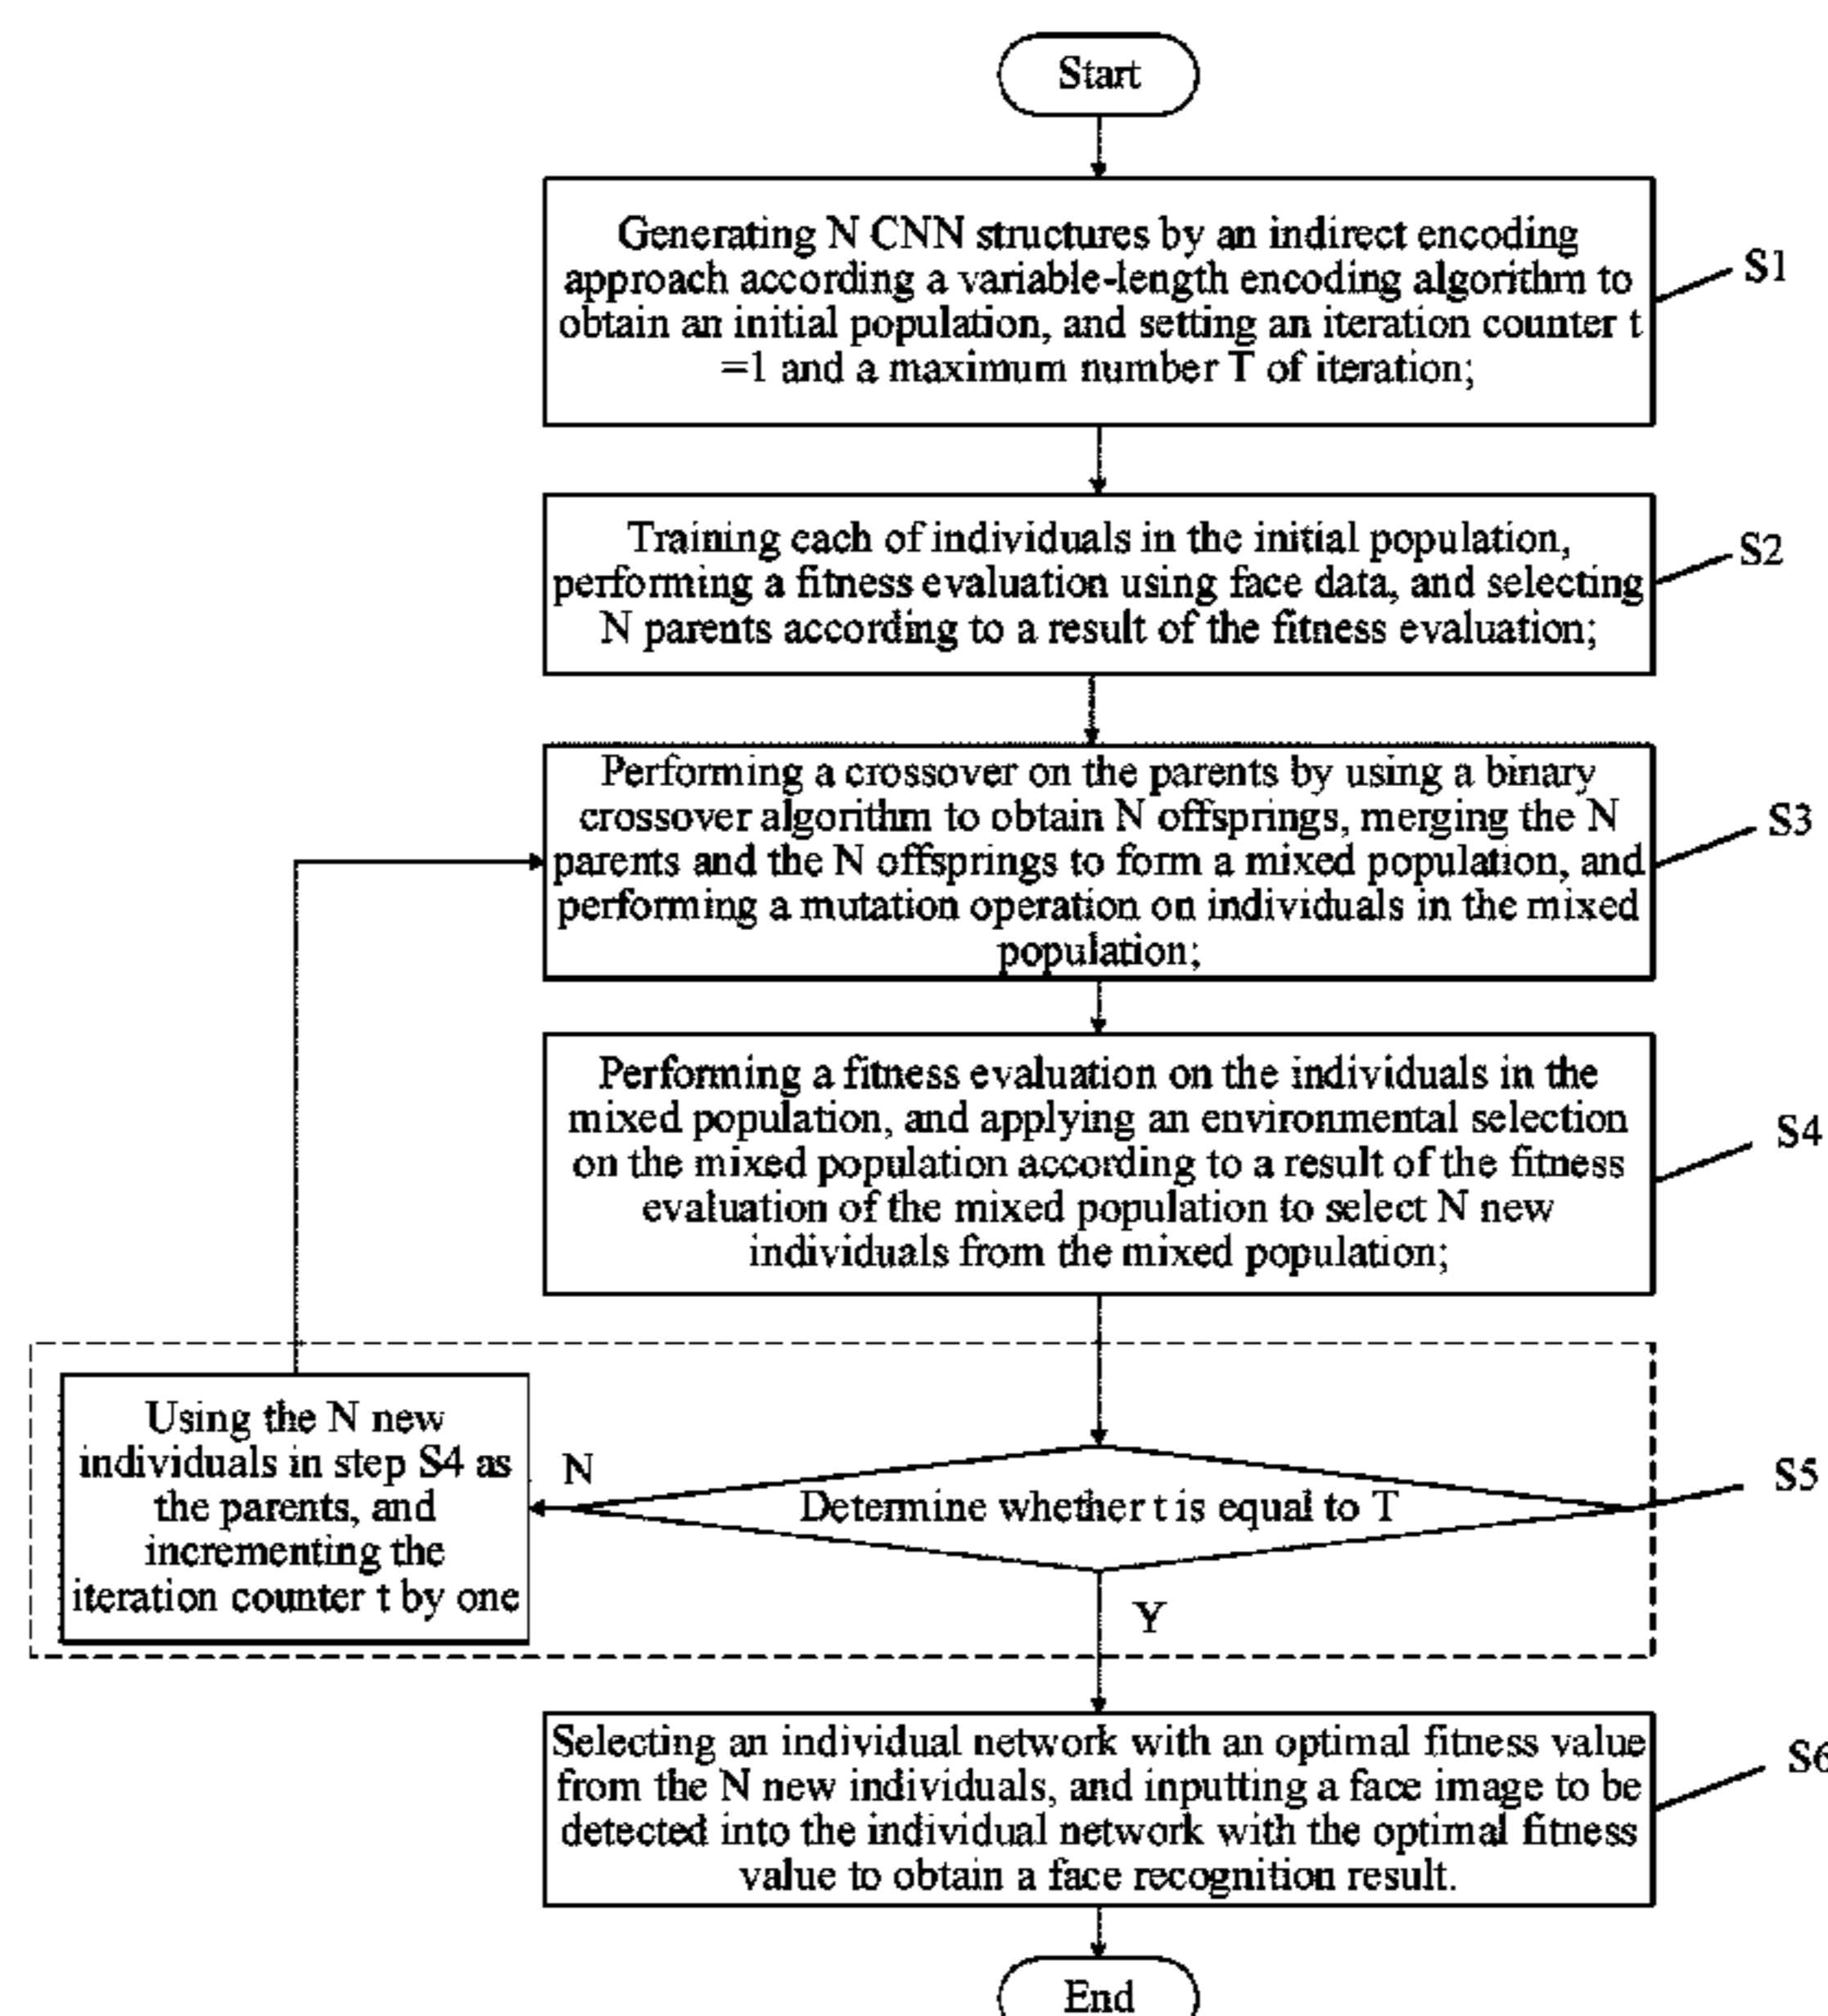 Start
Generating N CNN structures by an indirect encoding
approach according a variable-length encoding algorithm to
obtain an initial population, and setting an iteration counter t
=1 and a maximum number T of iteration;
S1
Training each of individuals in the initial population,
performing a fitness evaluation using face data, and selecting
N parents according to a result of the fitness evaluation;
S2
Performing a crossover on the parents by using a binary
crossover algorithm to obtain N offsprings, merging the N
parents and the N offsprings to form a mixed population, and
performing a mutation operation on individuals in the mixed
population;
S3
Performing a fitness evaluation on the individuals in the
mixed population, and applying an environmental selection
on the mixed population according to a result of the fitness
evaluation of the mixed population to select N new
individuals from the mixed population;
S4
Using the N new
individuals in step S4 as
the parents, and
incrementing the
iteration counter t by one
N
Determine whether t is equal to T
S5
Y
Selecting an individual network with an optimal fitness value
from the N new individuals, and inputting a face image to be
detected into the individual network with the optimal fitness
value to obtain a face recognition result.
S6
End